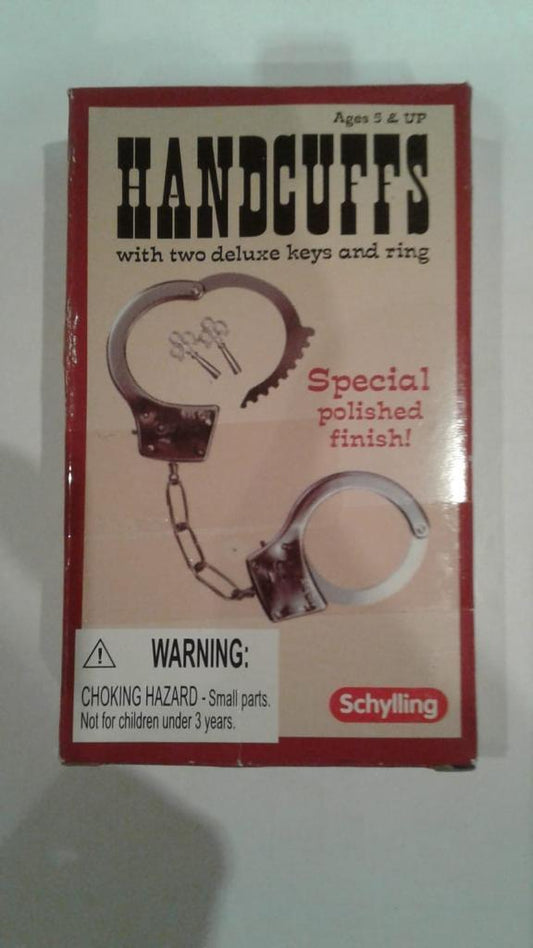 Ages 5 & UP
HANDCUFFS
with two deluxe keys and ring
Special
polished
finish!
WARNING:
CHOKING HAZARD - Small parts.
Not for children under 3 years.
Schylling